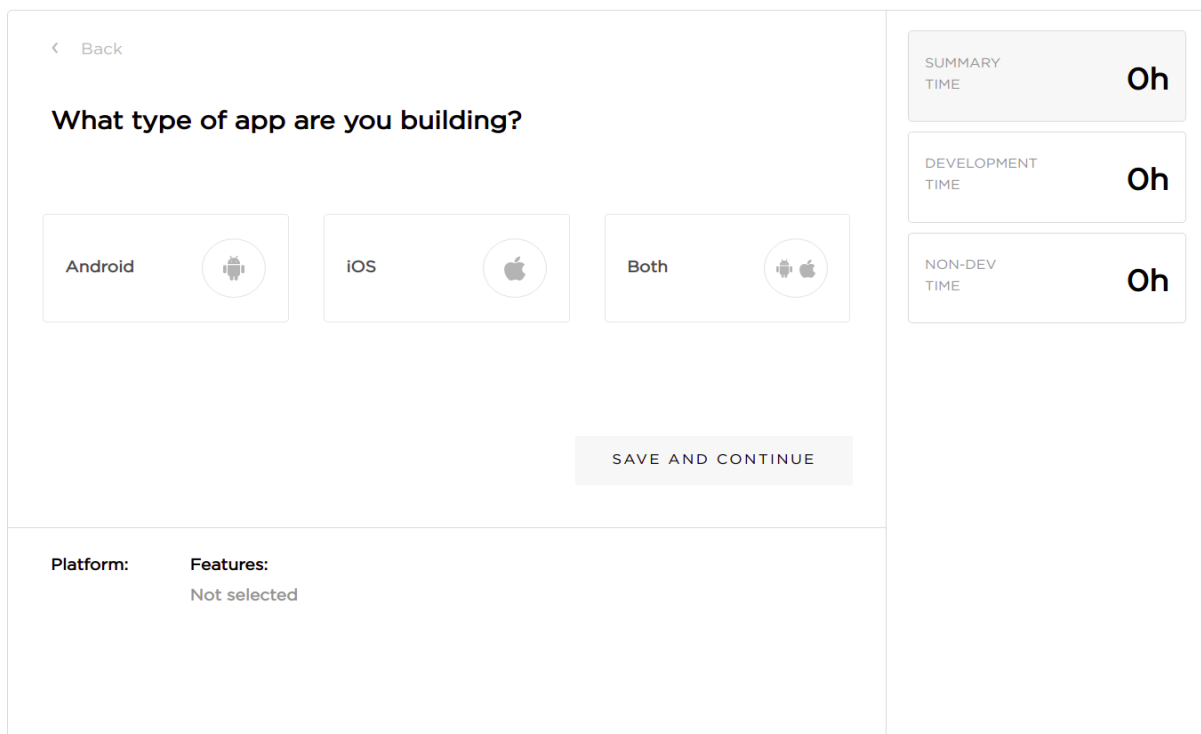 Back
What type of app are you building?
Android
iOS
Both
SAVE AND CONTINUE
Platform:
Features:
Not selected
SUMMARY
TIME
0h
DEVELOPMENT
TIME
0h
NON-DEV
TIME
0h